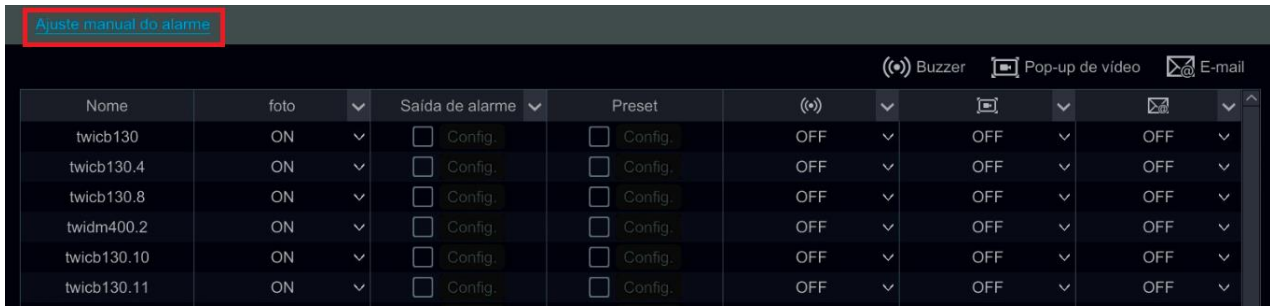 Ajuste manual do alarme
Buzzer Pop-up de vídeo E-mail
Nome foto Saída de alarme Preset
twicb130 ON Config. Config. OFF OFF OFF
twicb130.4 ON Config. Config. OFF OFF OFF
twicb130.8 ON Config. Config. OFF OFF OFF
twidm400.2 ON Config. Config. OFF OFF OFF
twicb130.10 ON Config. Config. OFF OFF OFF
twicb130.11 ON Config. Config. OFF OFF OFF